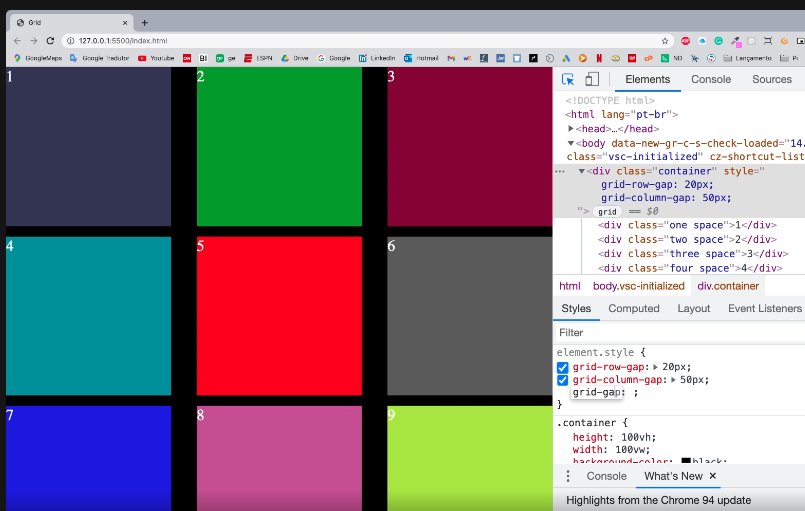 Grid
127.0.0.1:5500/index.html
GoogleMaps Google Tradutor Youtube BI ge ESPN Drive Google LinkedIn Hotmail ND Lançamento Pi
1 2 3
4 5 6
7 8 9
Elements Console Sources
<!DOCTYPE html>
<html lang="pt-br">
<head>…</head>
<body data-new-gr-c-s-check-loaded="14.
class="vsc-initialized" cz-shortcut-list
<div class="container" style="
grid-row-gap: 20px;
grid-column-gap: 50px;
"> grid == $0
<div class="one space">1</div>
<div class="two space">2</div>
<div class="three space">3</div>
<div class="four space">4</div>
html body.vsc-initialized div.container
Styles Computed Layout Event Listeners
Filter
element.style {
grid-row-gap: 20px;
grid-column-gap: 50px;
grid-gap: ;
}
.container {
height: 100vh;
width: 100vw;
background-color: black;
Console What's New
Highlights from the Chrome 94 update